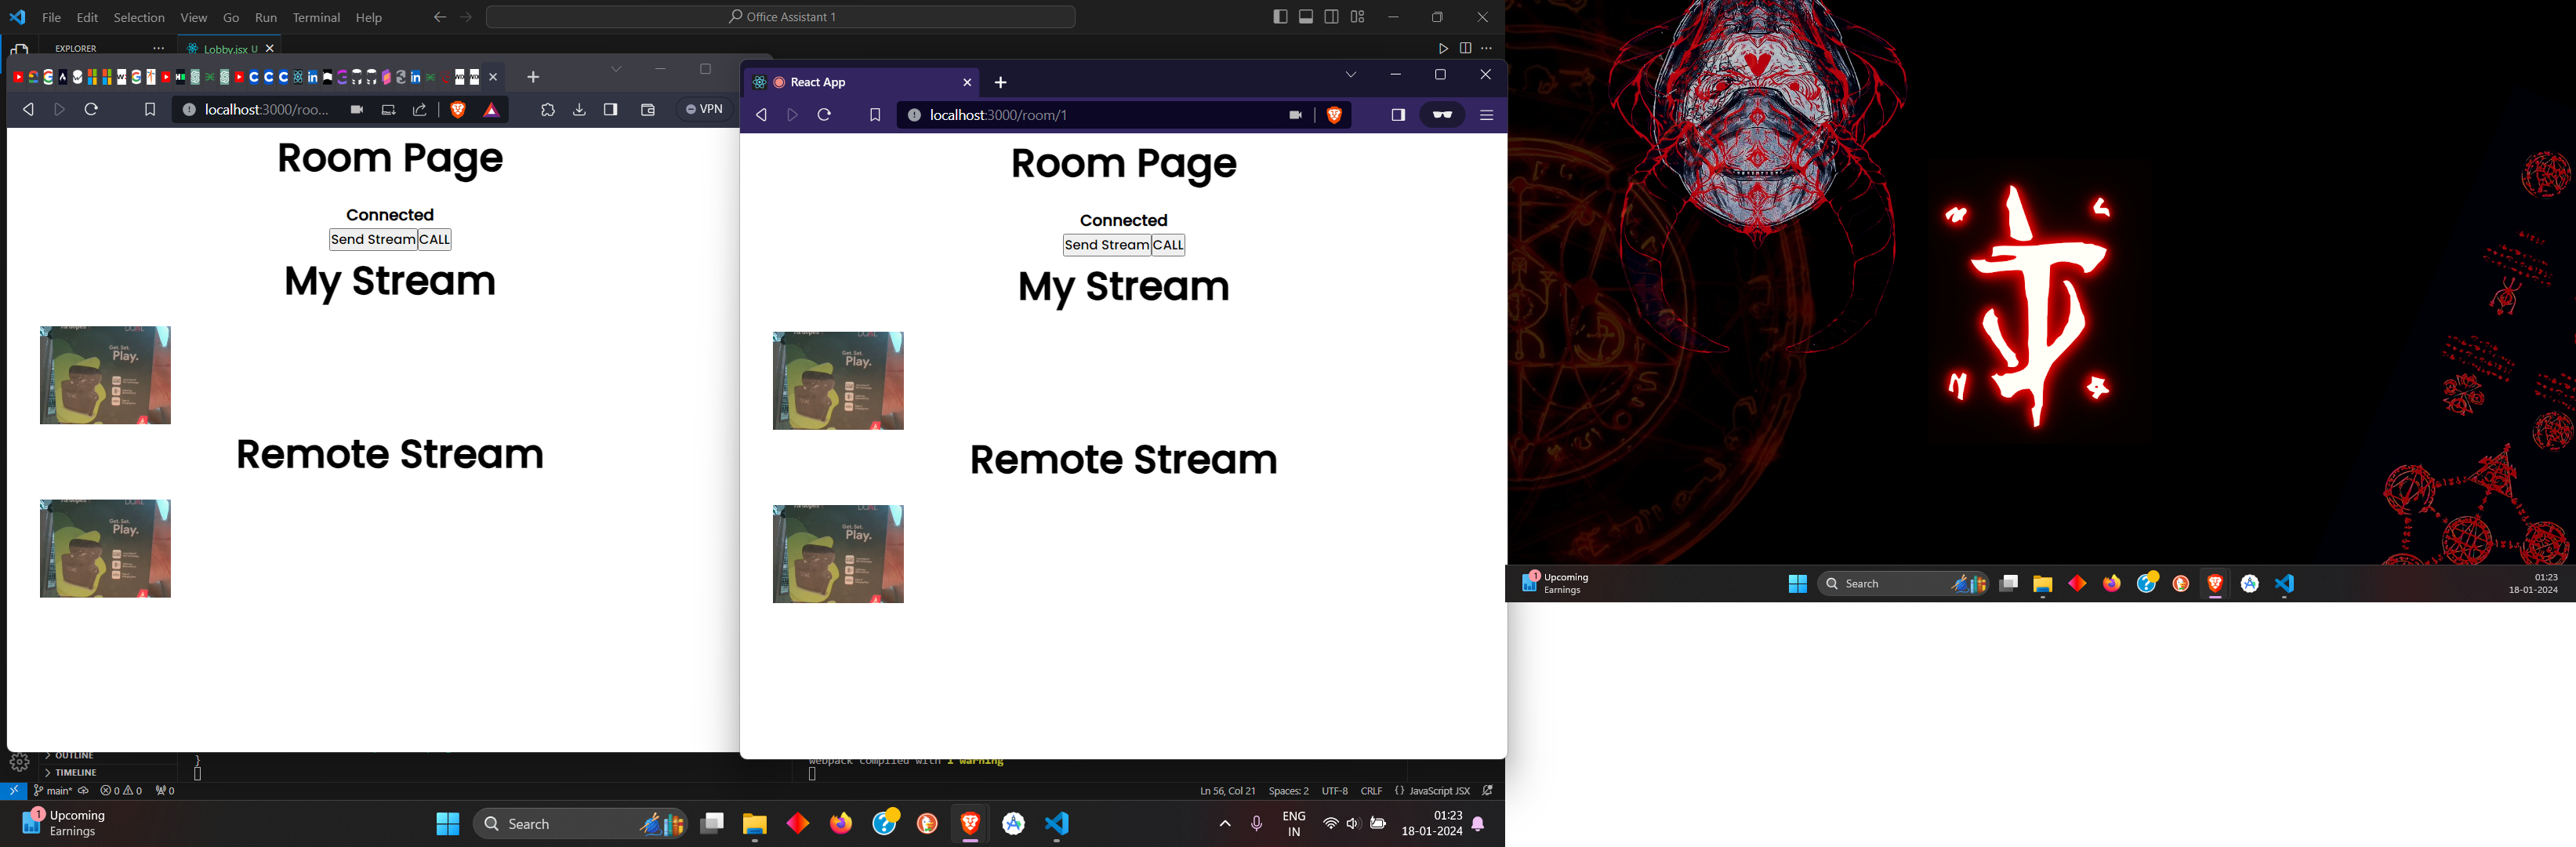 File Edit Selection View Go Run Terminal Help
Office Assistant 1
EXPLORER
Lobby.jsx U
localhost:3000/roo...
VPN
Room Page
Connected
Send Stream CALL
My Stream
Get. Set.
Play.
Remote Stream
Get. Set.
Play.
OUTLINE
TIMELINE
}
React App
localhost:3000/room/1
Room Page
Connected
Send Stream CALL
My Stream
Get. Set.
Play.
Remote Stream
Get. Set.
Play.
webpack compiled with 1 warning
main*
0 0
0
Ln 56, Col 21
Spaces: 2
UTF-8
CRLF
{ } JavaScript JSX
1
Upcoming
Earnings
Search
ENG
IN
01:23
18-01-2024
1
Upcoming
Earnings
Search
01:23
18-01-2024